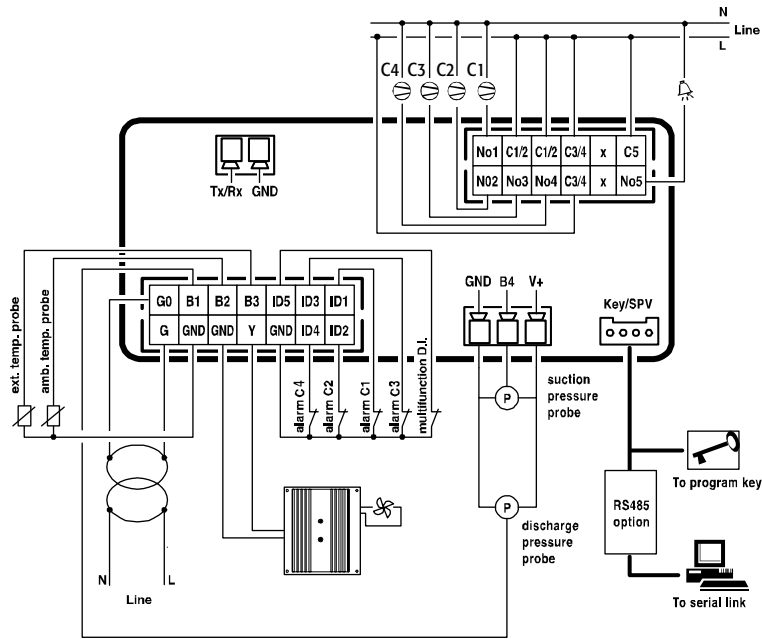 N
Line
L
C4 C3 C2 C1
No1 C1/2 C1/2 C3/4 x C5
N02 No3 No4 C3/4 x No5
Tx/Rx GND
G0 B1 B2 B3 ID5 ID3 ID1
G GND GND Y GND ID4 ID2
GND B4 V+
Key/SPV
ext. temp. probe
amb. temp. probe
alarm C4
alarm C2
alarm C1
alarm C3
multifunction D.I.
P
suction
pressure
probe
P
discharge
pressure
probe
To program key
RS485
option
To serial link
N L
Line